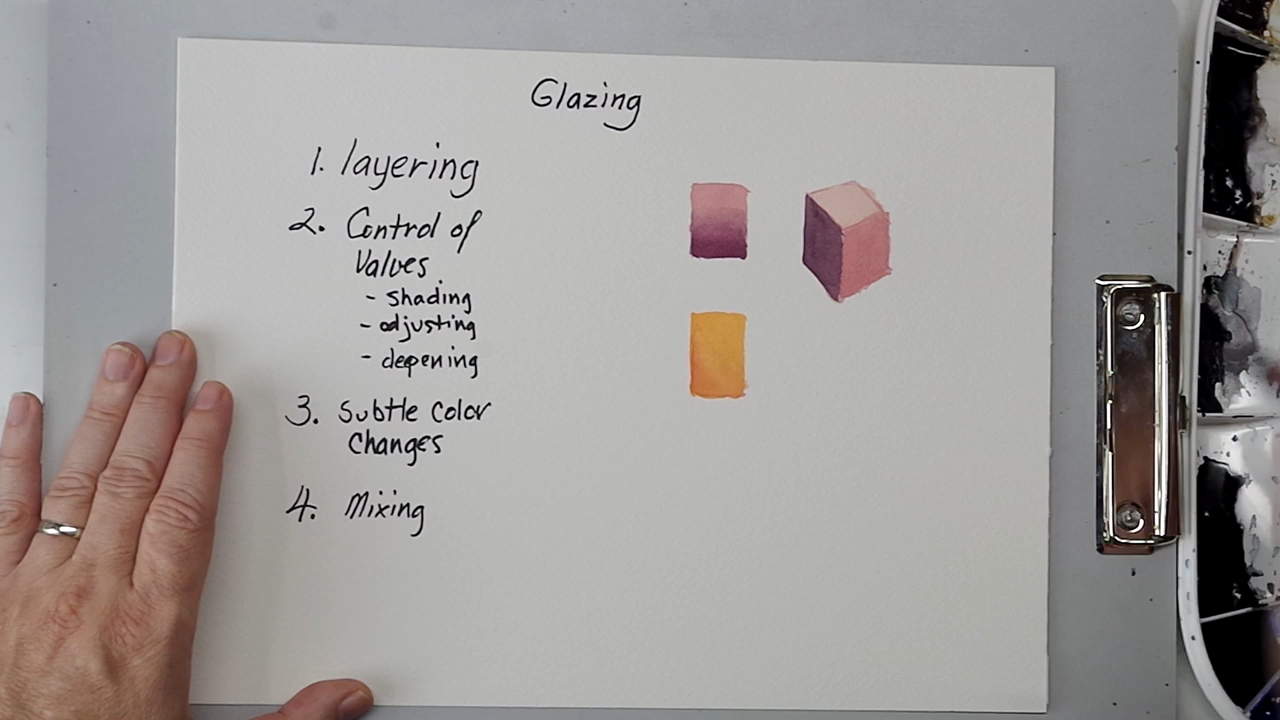 Glazing
1. layering
2. Control of
Values
- shading
- adjusting
- depening
3. Subtle Color
Changes
4. Mixing